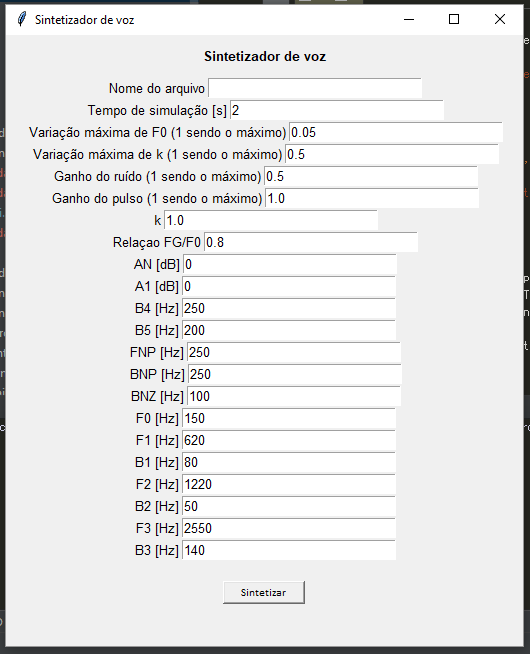 Sintetizador de voz
Sintetizador de voz
Nome do arquivo
Tempo de simulação [s] 2
Variação máxima de F0 (1 sendo o máximo) 0.05
Variação máxima de k (1 sendo o máximo) 0.5
Ganho do ruído (1 sendo o máximo) 0.5
Ganho do pulso (1 sendo o máximo) 1.0
k 1.0
Relaçao FG/F0 0.8
AN [dB] 0
A1 [dB] 0
B4 [Hz] 250
B5 [Hz] 200
FNP [Hz] 250
BNP [Hz] 250
BNZ [Hz] 100
F0 [Hz] 150
F1 [Hz] 620
B1 [Hz] 80
F2 [Hz] 1220
B2 [Hz] 50
F3 [Hz] 2550
B3 [Hz] 140
Sintetizar